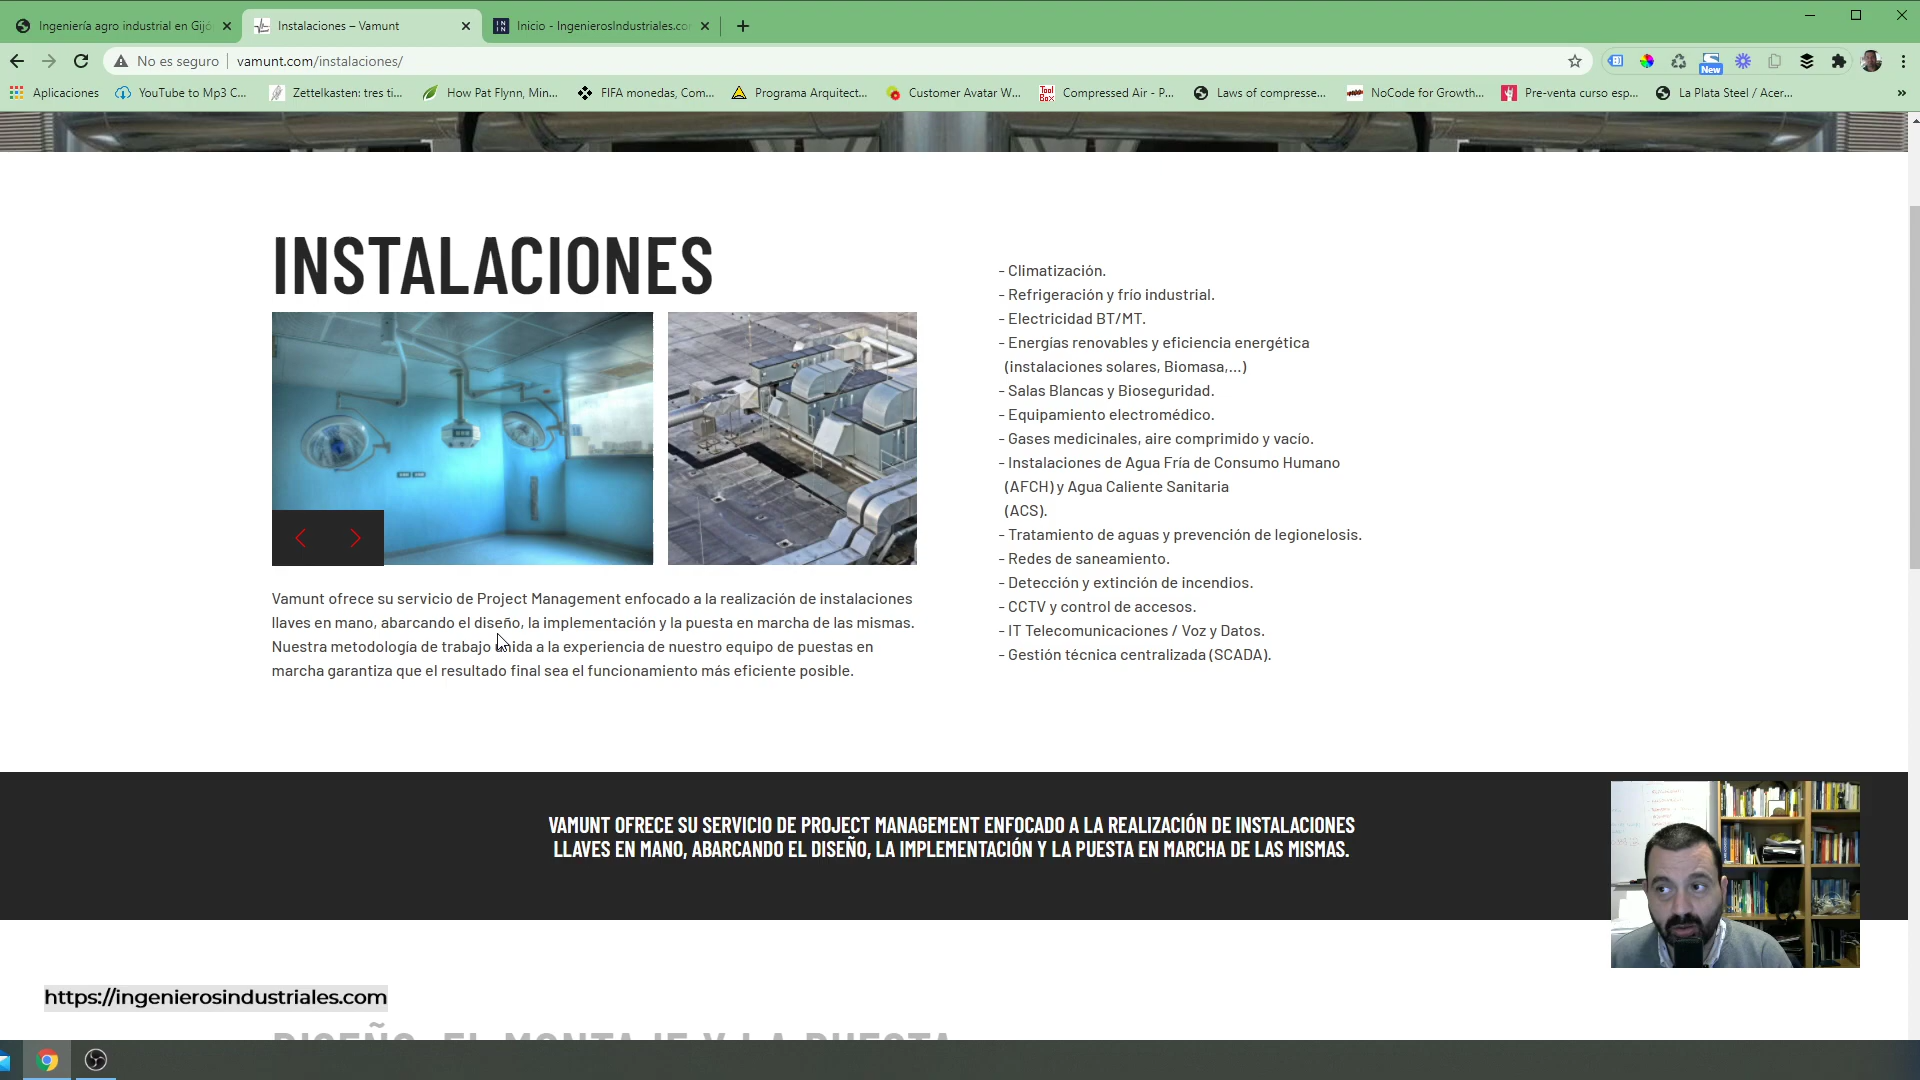 Ingeniería agro industrial en Gijó
Instalaciones – Vamunt
Inicio - IngenierosIndustriales.co
No es seguro
vamunt.com/instalaciones/
New
Aplicaciones
YouTube to Mp3 C...
Zettelkasten: tres ti...
How Pat Flynn, Min...
FIFA monedas, Com...
Programa Arquitect...
Customer Avatar W...
Tool Box
Compressed Air - P...
Laws of compresse...
NoCode for Growth...
Pre-venta curso esp...
La Plata Steel / Acer...
»
INSTALACIONES
Vamunt ofrece su servicio de Project Management enfocado a la realización de instalaciones
llaves en mano, abarcando el diseño, la implementación y la puesta en marcha de las mismas.
Nuestra metodología de trabajo unida a la experiencia de nuestro equipo de puestas en
marcha garantiza que el resultado final sea el funcionamiento más eficiente posible.
- Climatización.
- Refrigeración y frío industrial.
- Electricidad BT/MT.
- Energías renovables y eficiencia energética
(instalaciones solares, Biomasa,...)
- Salas Blancas y Bioseguridad.
- Equipamiento electromédico.
- Gases medicinales, aire comprimido y vacío.
- Instalaciones de Agua Fría de Consumo Humano
(AFCH) y Agua Caliente Sanitaria
(ACS).
- Tratamiento de aguas y prevención de legionelosis.
- Redes de saneamiento.
- Detección y extinción de incendios.
- CCTV y control de accesos.
- IT Telecomunicaciones / Voz y Datos.
- Gestión técnica centralizada (SCADA).
VAMUNT OFRECE SU SERVICIO DE PROJECT MANAGEMENT ENFOCADO A LA REALIZACIÓN DE INSTALACIONES
LLAVES EN MANO, ABARCANDO EL DISEÑO, LA IMPLEMENTACIÓN Y LA PUESTA EN MARCHA DE LAS MISMAS.
https://ingenierosindustriales.com
DISEÑO, EL MONTAJE Y LA PUESTA